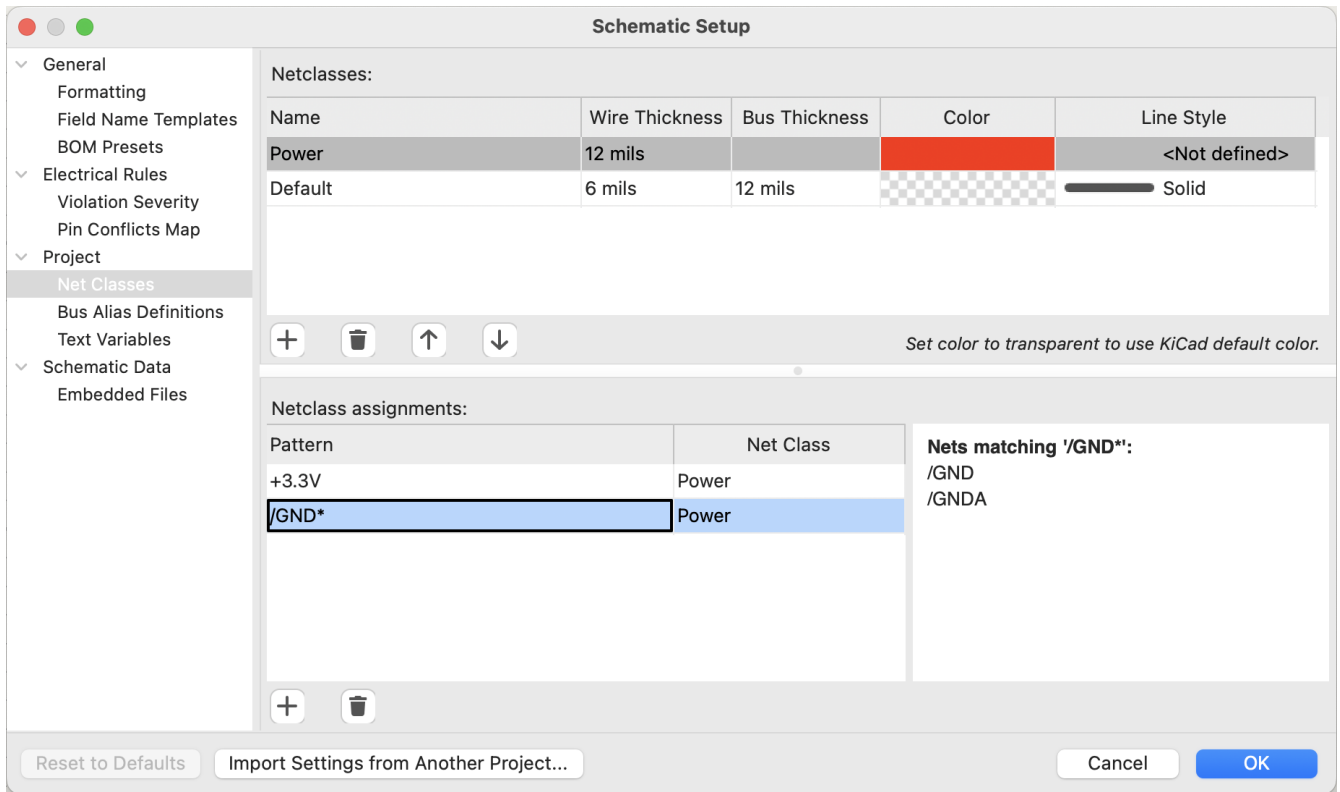 Schematic Setup
General
Formatting
Field Name Templates
BOM Presets
Electrical Rules
Violation Severity
Pin Conflicts Map
Project
Net Classes
Bus Alias Definitions
Text Variables
Schematic Data
Embedded Files
Netclasses:
Name Wire Thickness Bus Thickness Color Line Style
Power 12 mils <Not defined>
Default 6 mils 12 mils Solid
Set color to transparent to use KiCad default color.
Netclass assignments:
Pattern Net Class
+3.3V Power
/GND* Power
Nets matching '/GND*':
/GND
/GNDA
Reset to Defaults Import Settings from Another Project... Cancel OK